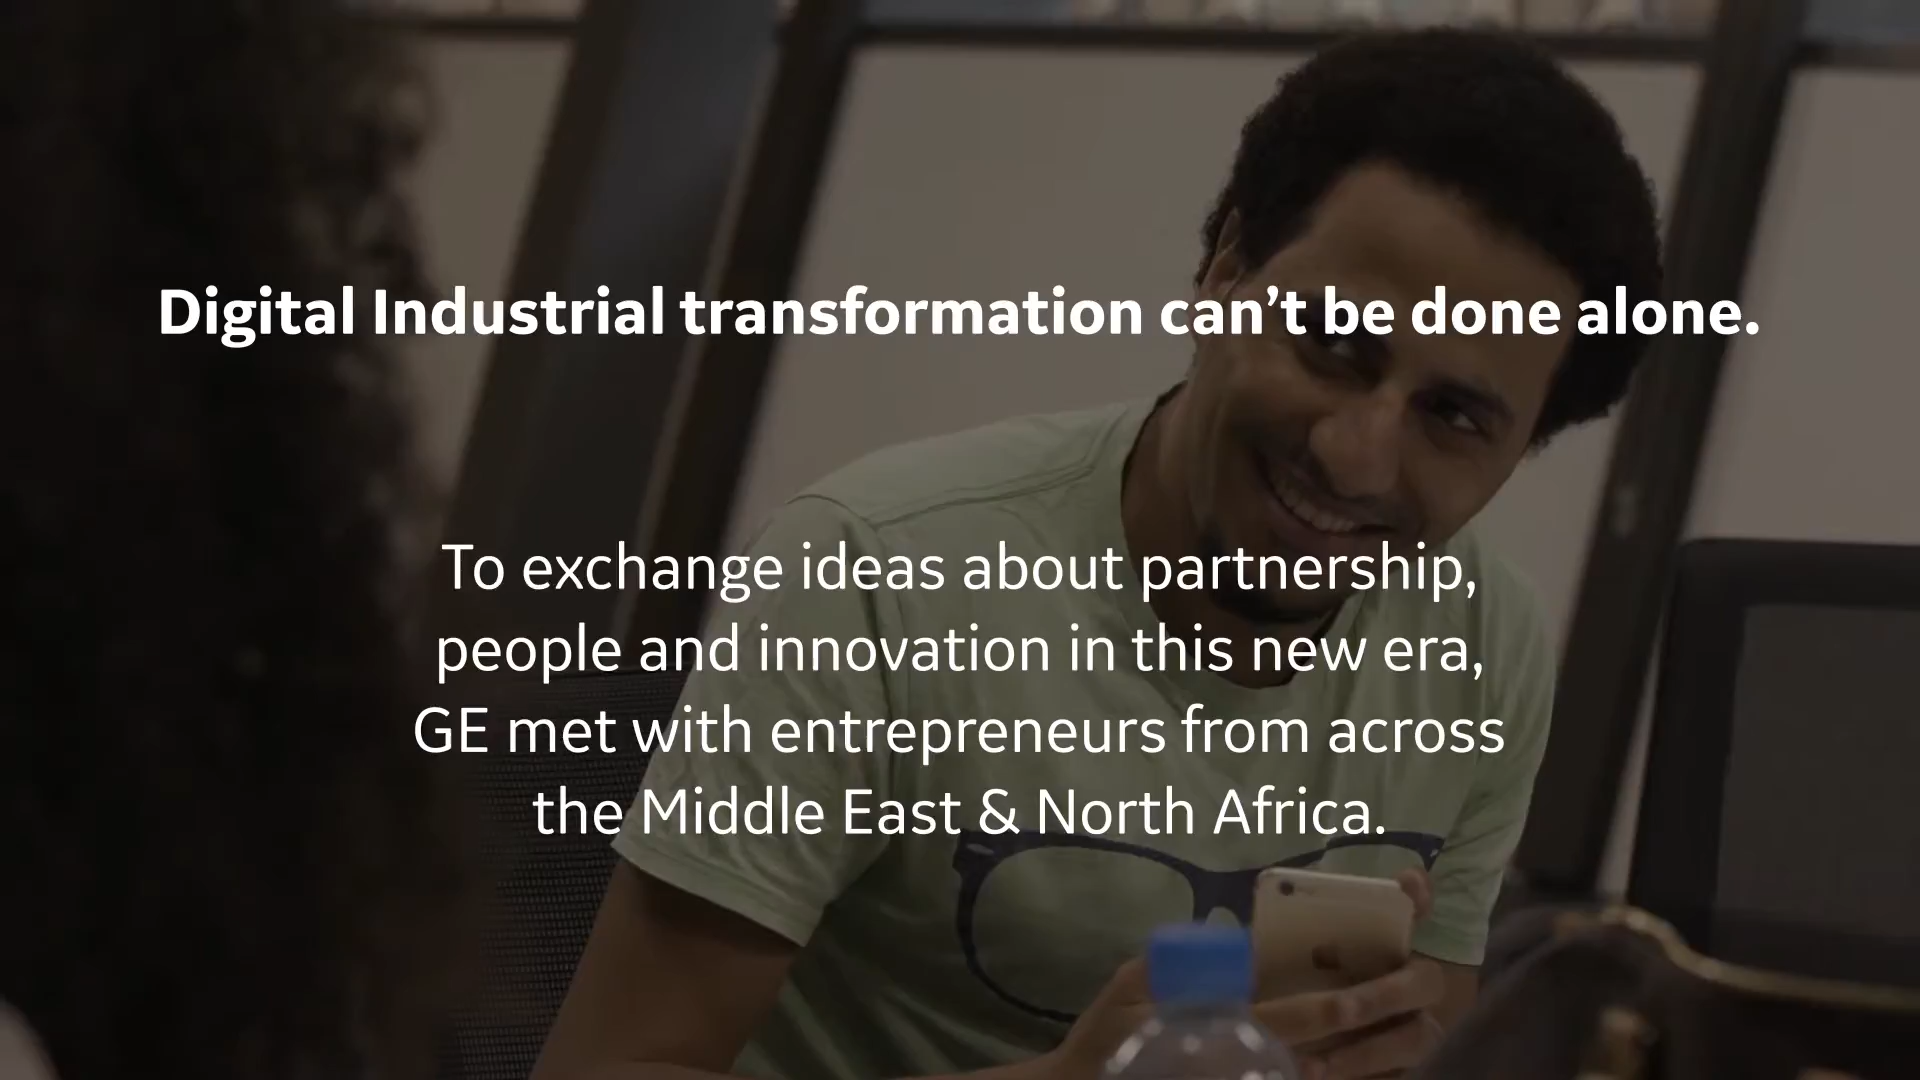 Digital Industrial transformation can’t be done alone.
To exchange ideas about partnership,
people and innovation in this new era,
GE met with entrepreneurs from across
the Middle East & North Africa.